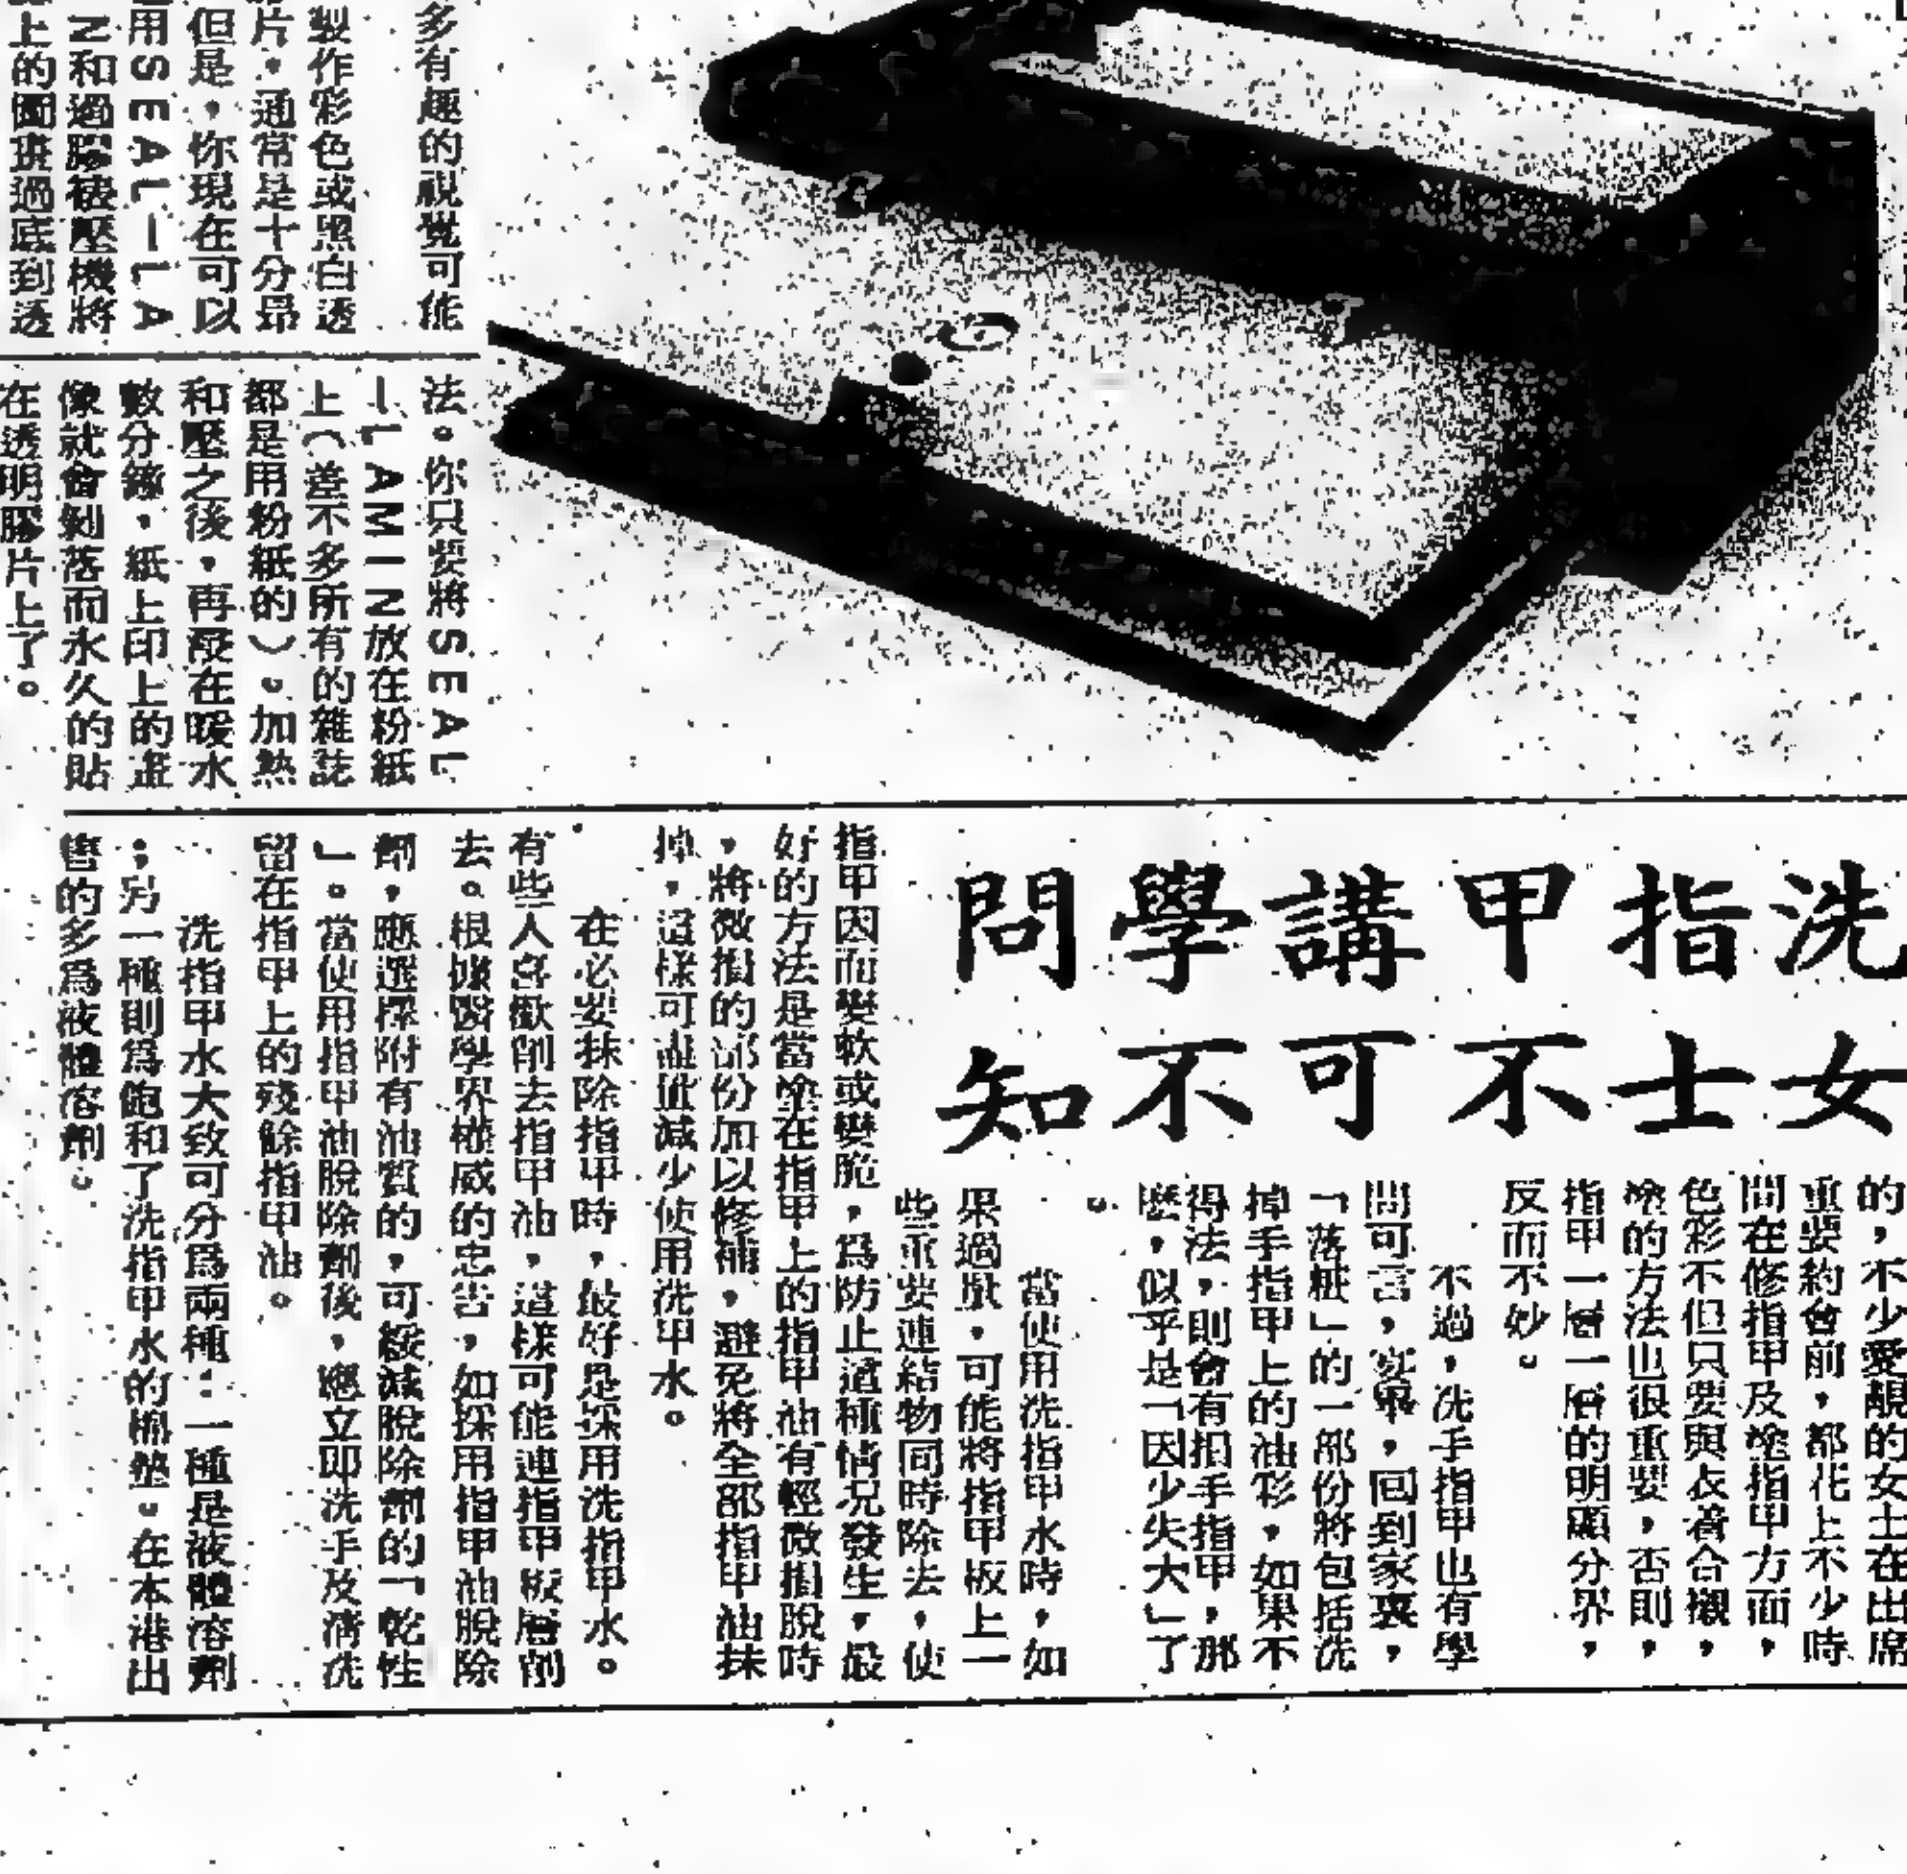 多有趣的視覺可能
製作彩色或黑白透
片，通常是十分昂
但是，你現在可以
用SEAL—LA
N和過膠裱壓機將
上的圖拼過底到透
法。你只要將SEAL
—LAMIN放在粉紙
上（差不多所有的雜誌
都是用粉紙的）。加熱
和壓之後，再浸在暖水
數分鐘，紙上印上的畫
像就會剝落而永久的貼
在透明膠片上了。
洗指甲講學問
女士不可不知
的，不少愛靚的女士在出席
重要約會前，都花上不少時
間在修指甲及塗指甲方面，
色彩不但只要與衣着合襯，
塗的方法也很重要，否則，
指甲一層一層的明顯分界，
反而不妙。
不過，洗手指甲也有學
問可言，宴畢，回到家裏，
「落粧」的一部份將包括洗
掉手指甲上的油彩，如果不
得法，則會有損手指甲，那
麼，似乎是「因少失大」了
。
當使用洗指甲水時，如
果過量，可能將指甲板上一
些重要連結物同時除去，使
指甲因而變軟或變脆，爲防止這種情況發生，最
好的方法是當塗在指甲上的指甲油有輕微損脫時
，將微損的部份加以修補，避免將全部指甲油抹
掉，這樣可盡量減少使用洗甲水。
在必要抹除指甲時，最好是採用洗指甲水。
有些人喜歡削去指甲油，這樣可能連指甲板層削
去。根據醫學界權威的忠告，如採用指甲油脫除
劑，應選擇附有油質的，可緩減脫除劑的「乾性
」。當使用指甲油脫除劑後，應立即洗手及清洗
留在指甲上的殘餘指甲油。
洗指甲水大致可分爲兩種：一種是液體溶劑
；另一種則爲飽和了洗指甲水的棉墊。在本港出
售的多爲液體溶劑。